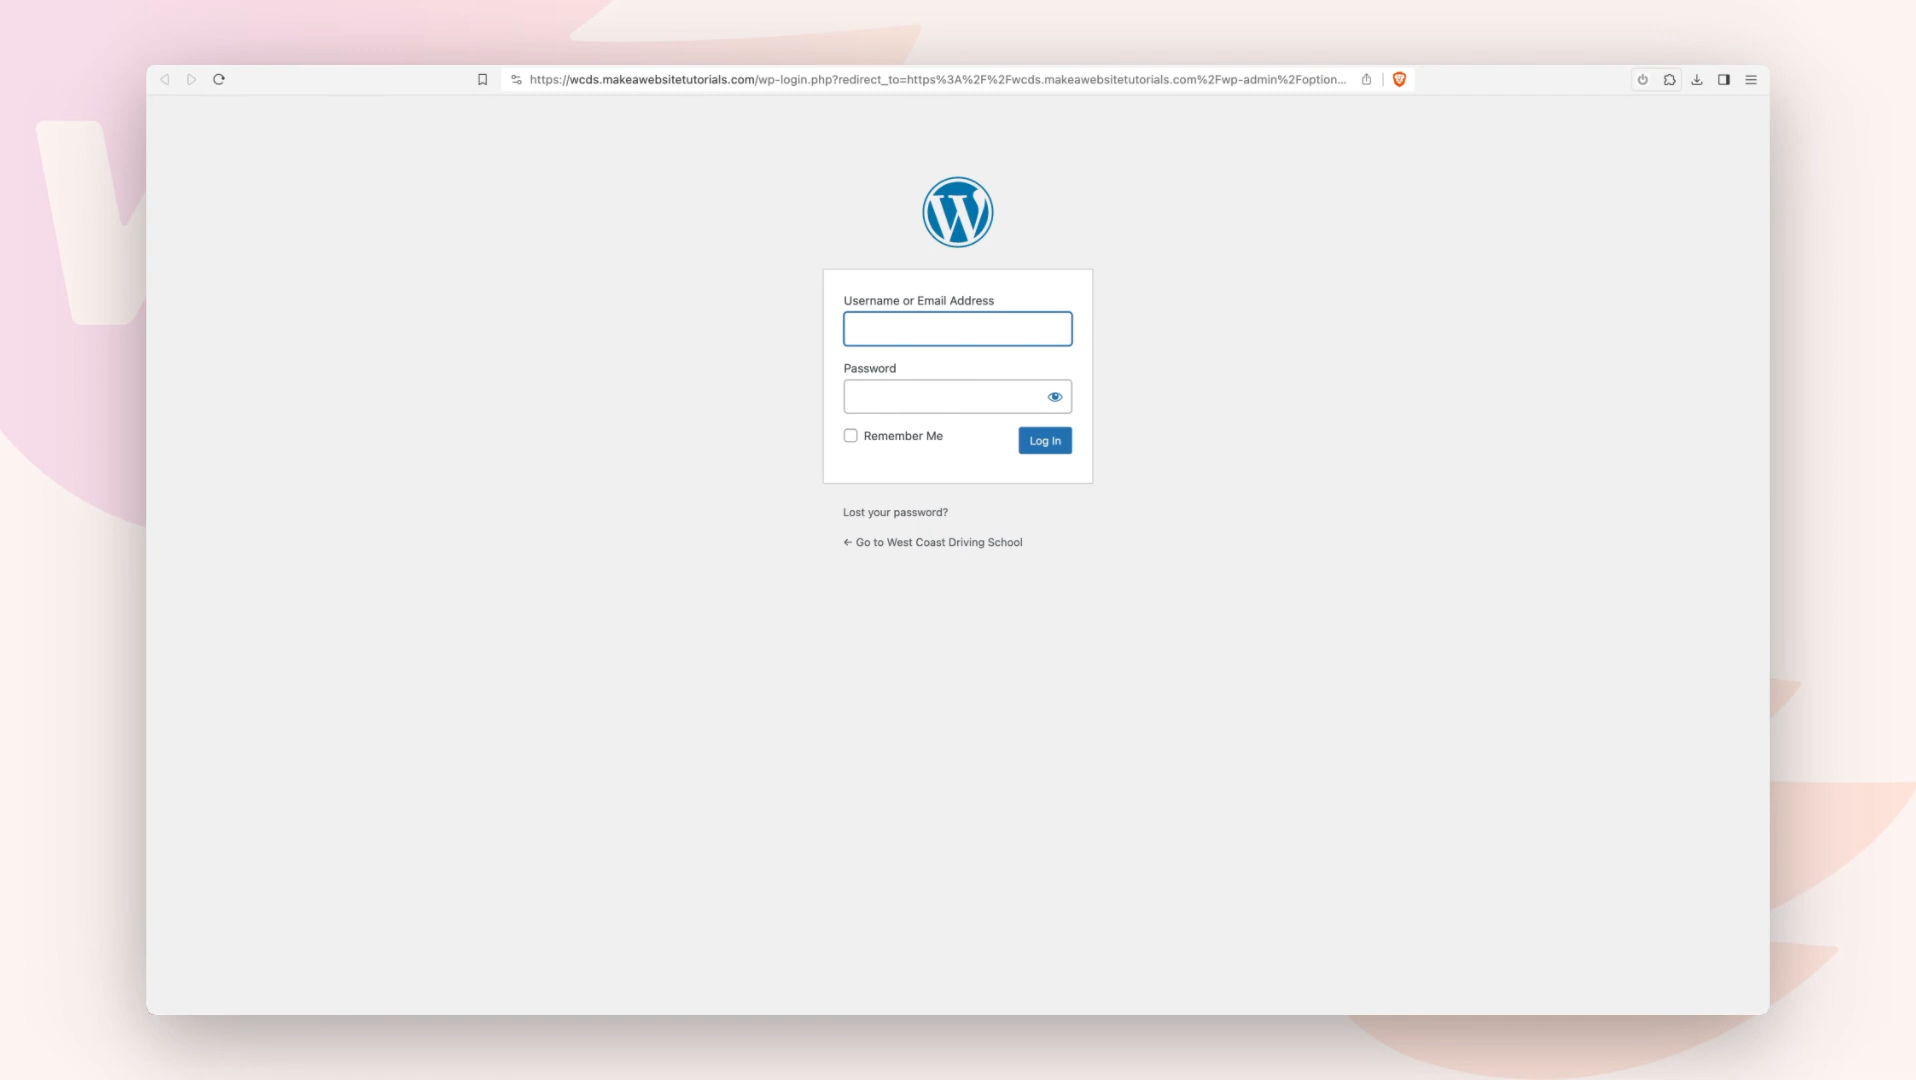 https://wcds.makeawebsitetutorials.com/wp-login.php?redirect_to=https%3A%2F%2Fwcds.makeawebsitetutorials.com%2Fwp-admin%2Foption...
W
Username or Email Address
Password
Remember Me
Log In
Lost your password?
← Go to West Coast Driving School